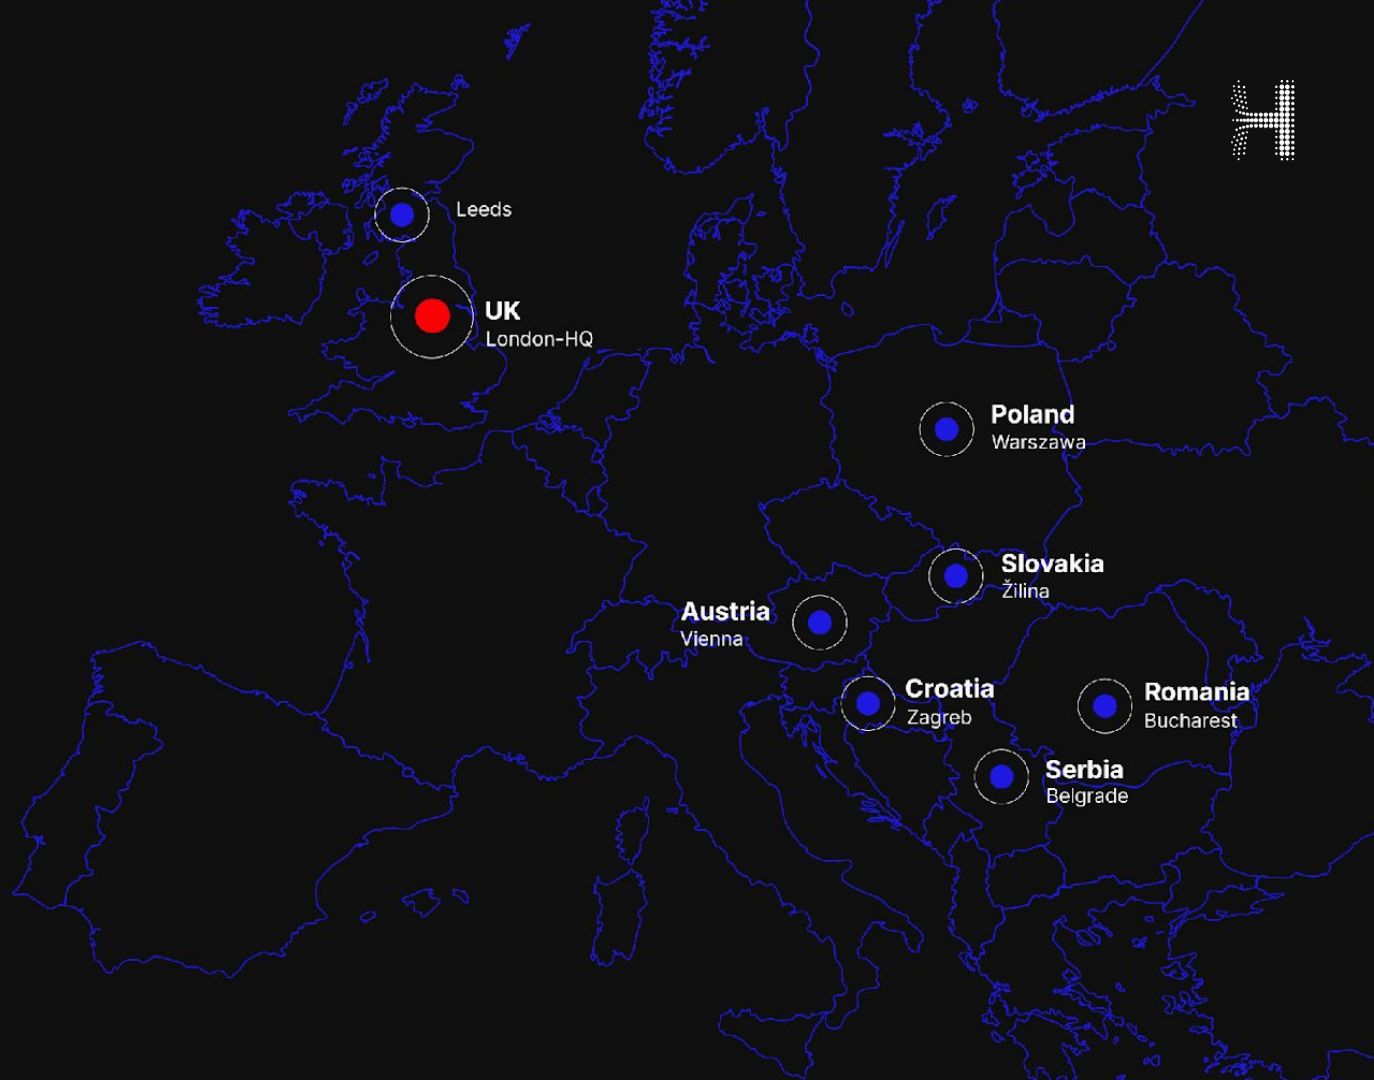 Leeds
UK
London-HQ
Poland
Warszawa
Slovakia
Žilina
Austria
Vienna
Croatia
Zagreb
Romania
Bucharest
Serbia
Belgrade